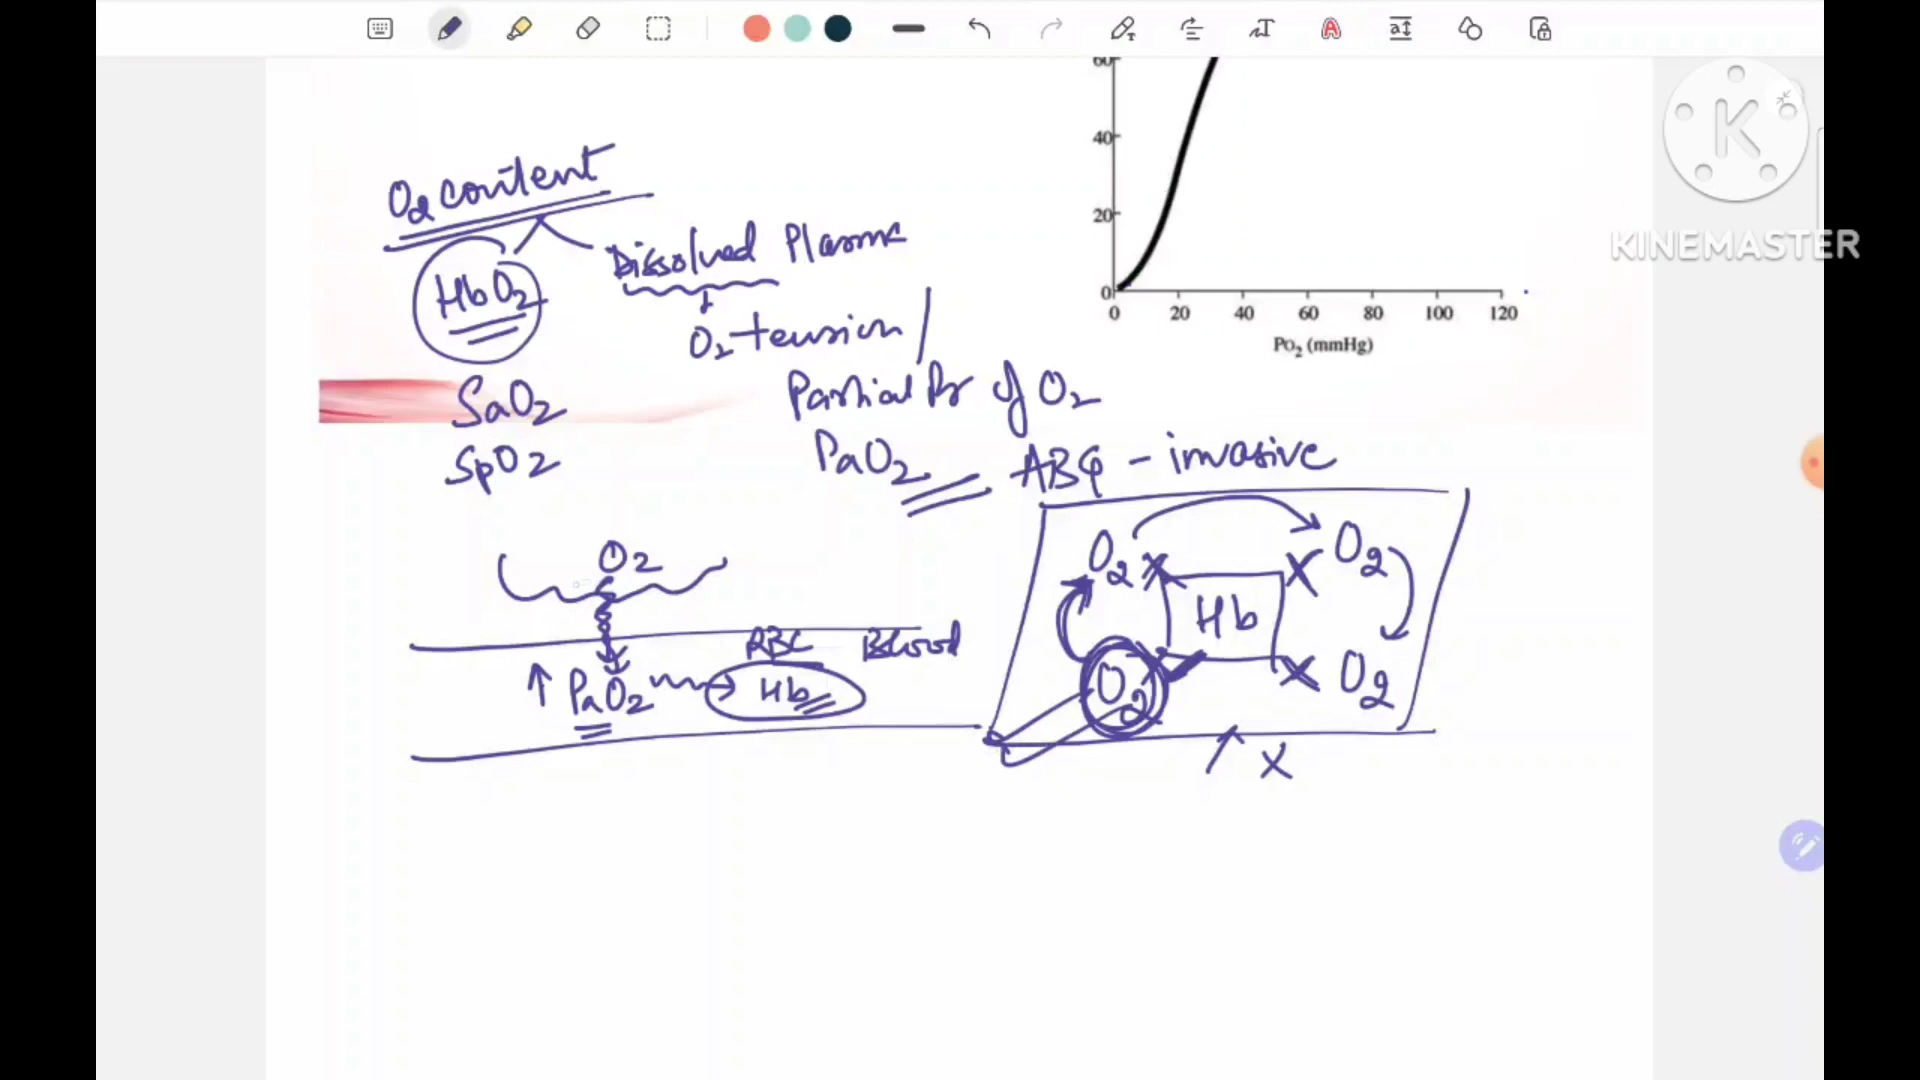 60
40
20
0
0 20 40 60 80 100 120
Po2 (mmHg)
K
KINEMASTER
O2 content
HbO2
Dissolved Plasma
O2 tension /
Partial Pr of O2
SaO2
SpO2
PaO2
ABG - invasive
O2
RBC Blood
↑ PaO2 → Hb
O2 x x O2
Hb
O2 x O2
x